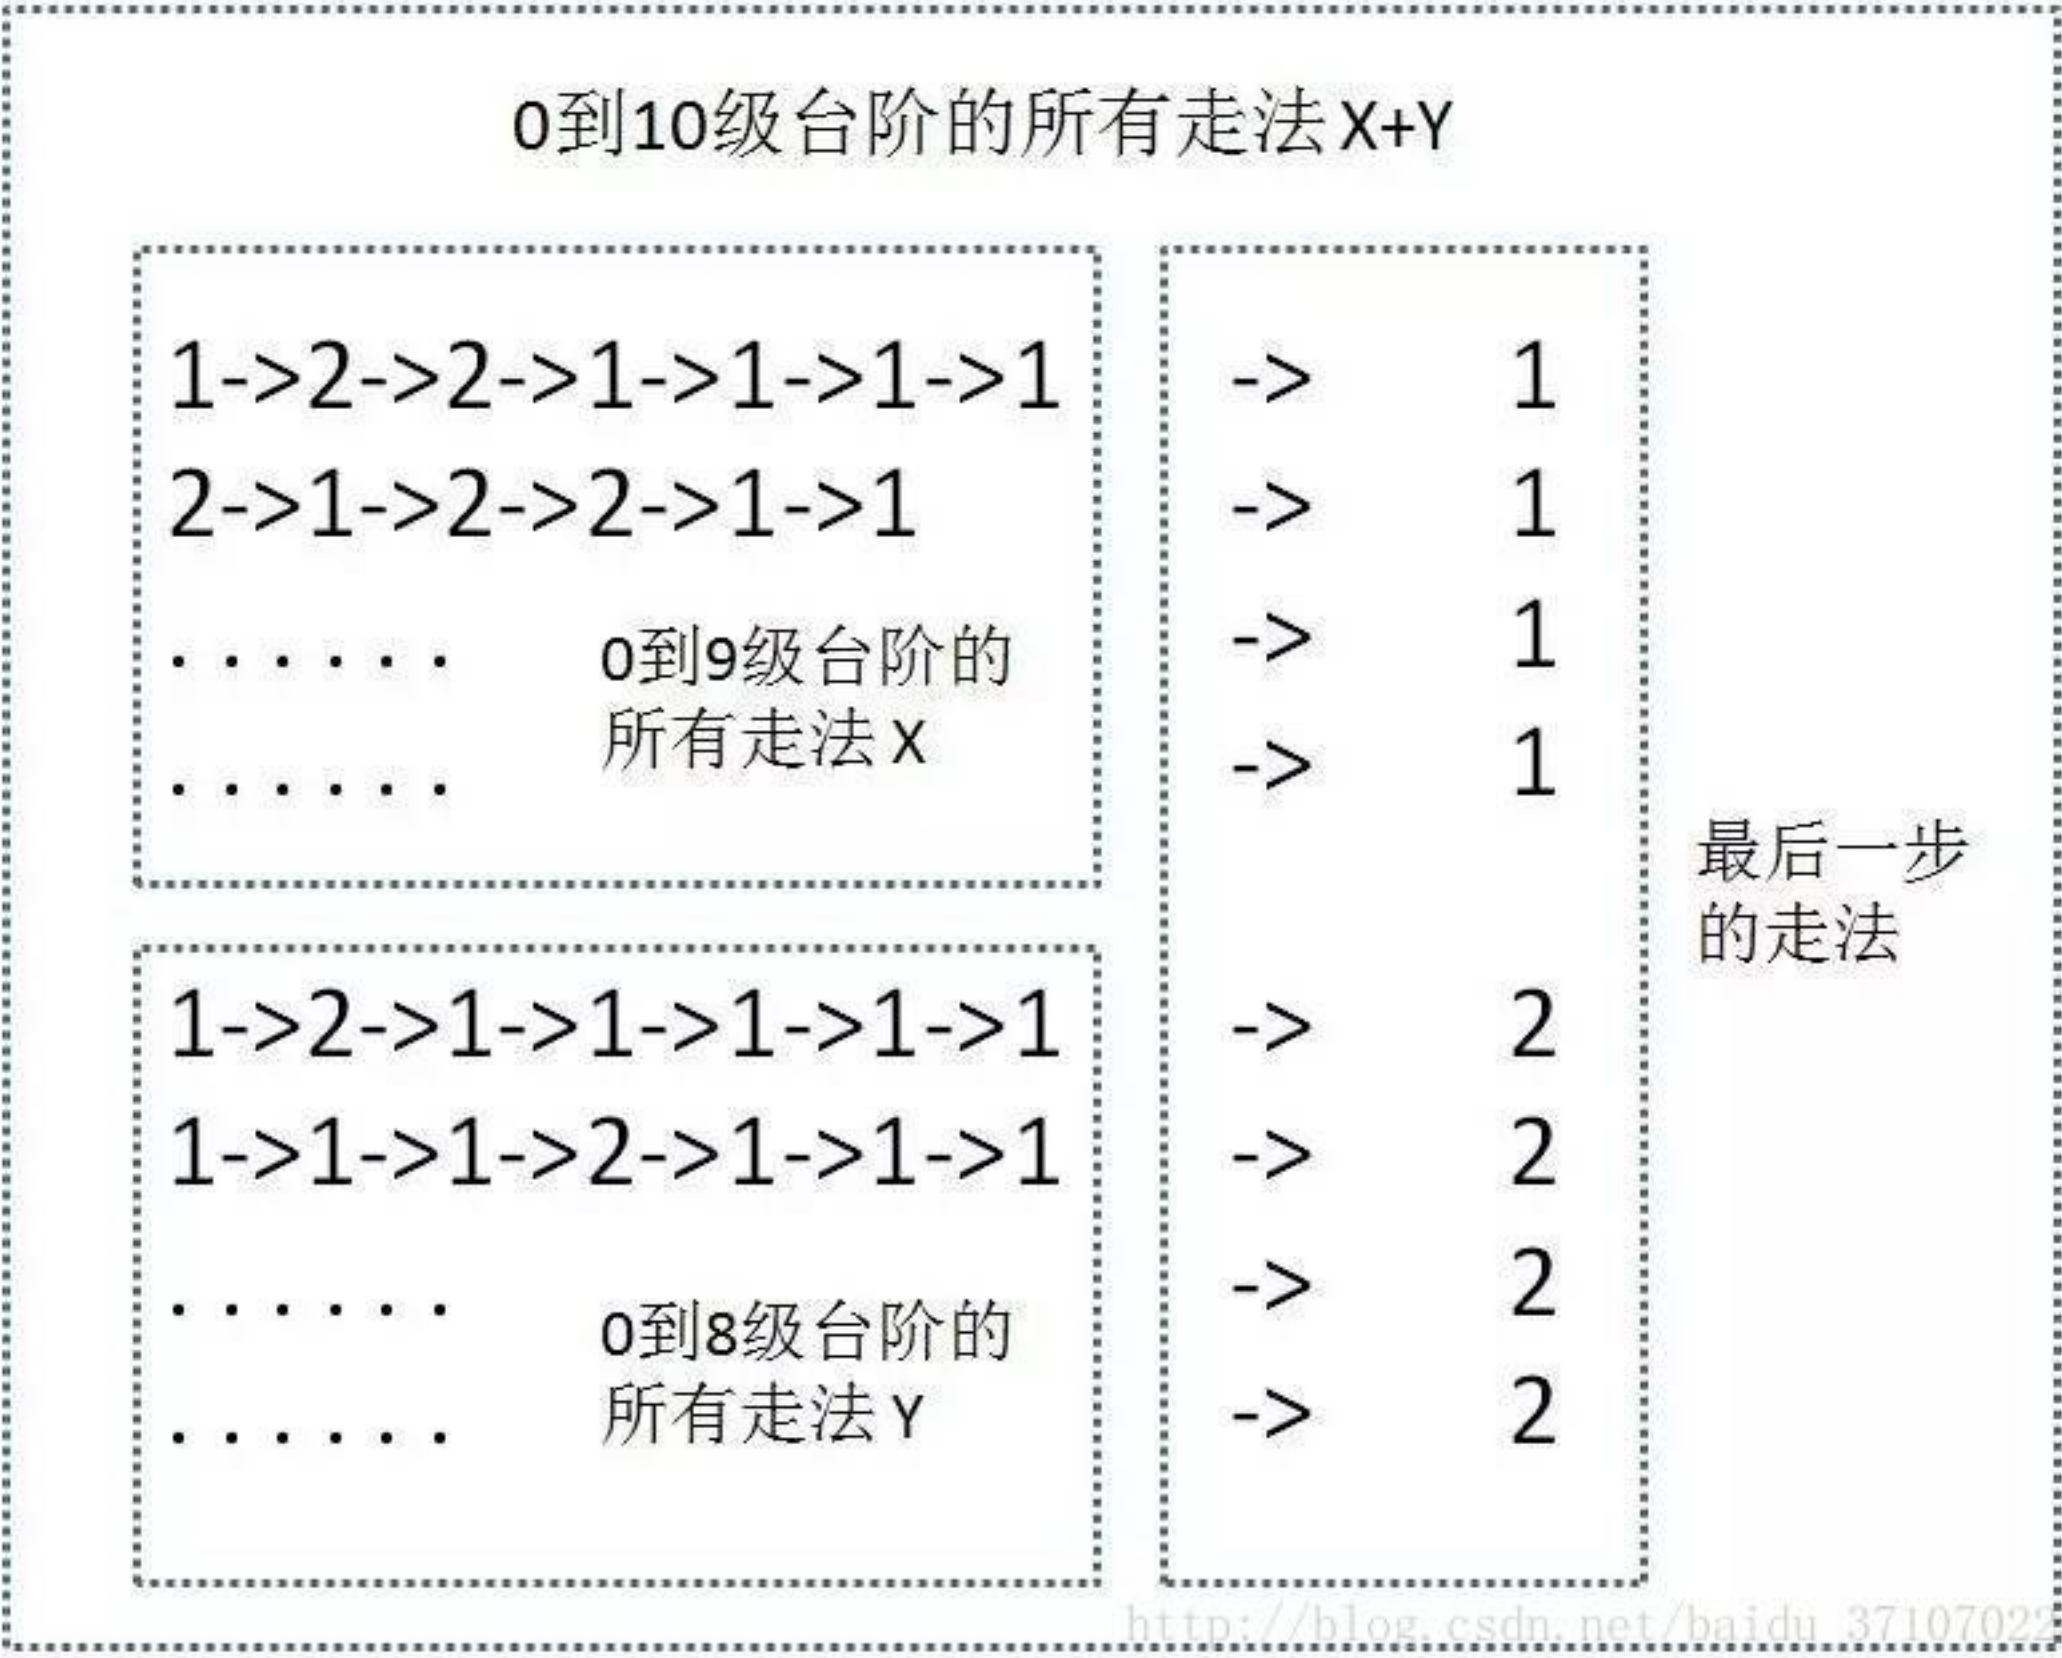 0到10级台阶的所有走法X+Y
1->2->2->1->1->1->1
-> 1
2->1->2->2->1->1
-> 1
......
0到9级台阶的
-> 1
所有走法X
......
-> 1
最后一步
的走法
1->2->1->1->1->1->1
-> 2
1->1->1->2->1->1->1
-> 2
......
0到8级台阶的
-> 2
所有走法Y
......
-> 2
http://blog.csdn.net/baidu_37107022